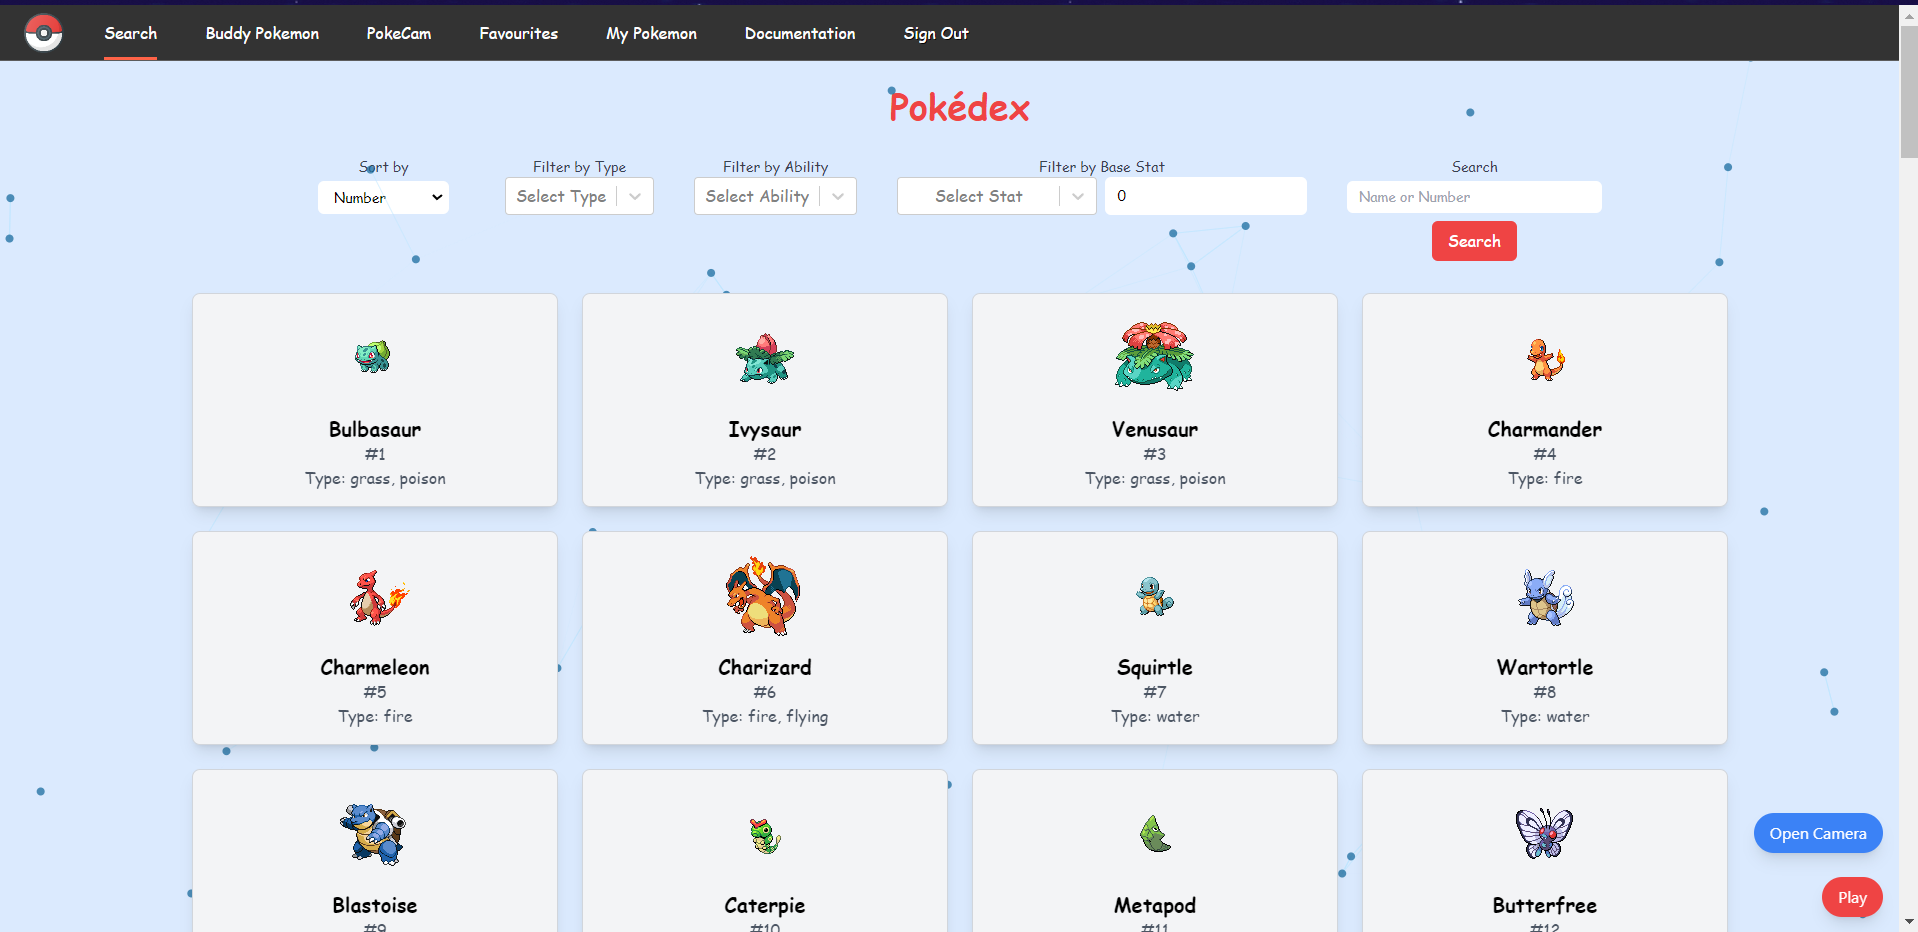 Search Buddy Pokemon PokeCam Favourites My Pokemon Documentation Sign Out
Pokédex
Sort by Filter by Type Filter by Ability Filter by Base Stat Search
Number Select Type Select Ability Select Stat 0 Name or Number
Search
Bulbasaur Ivysaur Venusaur Charmander
#1 #2 #3 #4
Type: grass, poison Type: grass, poison Type: grass, poison Type: fire
Charmeleon Charizard Squirtle Wartortle
#5 #6 #7 #8
Type: fire Type: fire, flying Type: water Type: water
Open Camera
Play
Blastoise Caterpie Metapod Butterfree
#9 #10 #11 #12